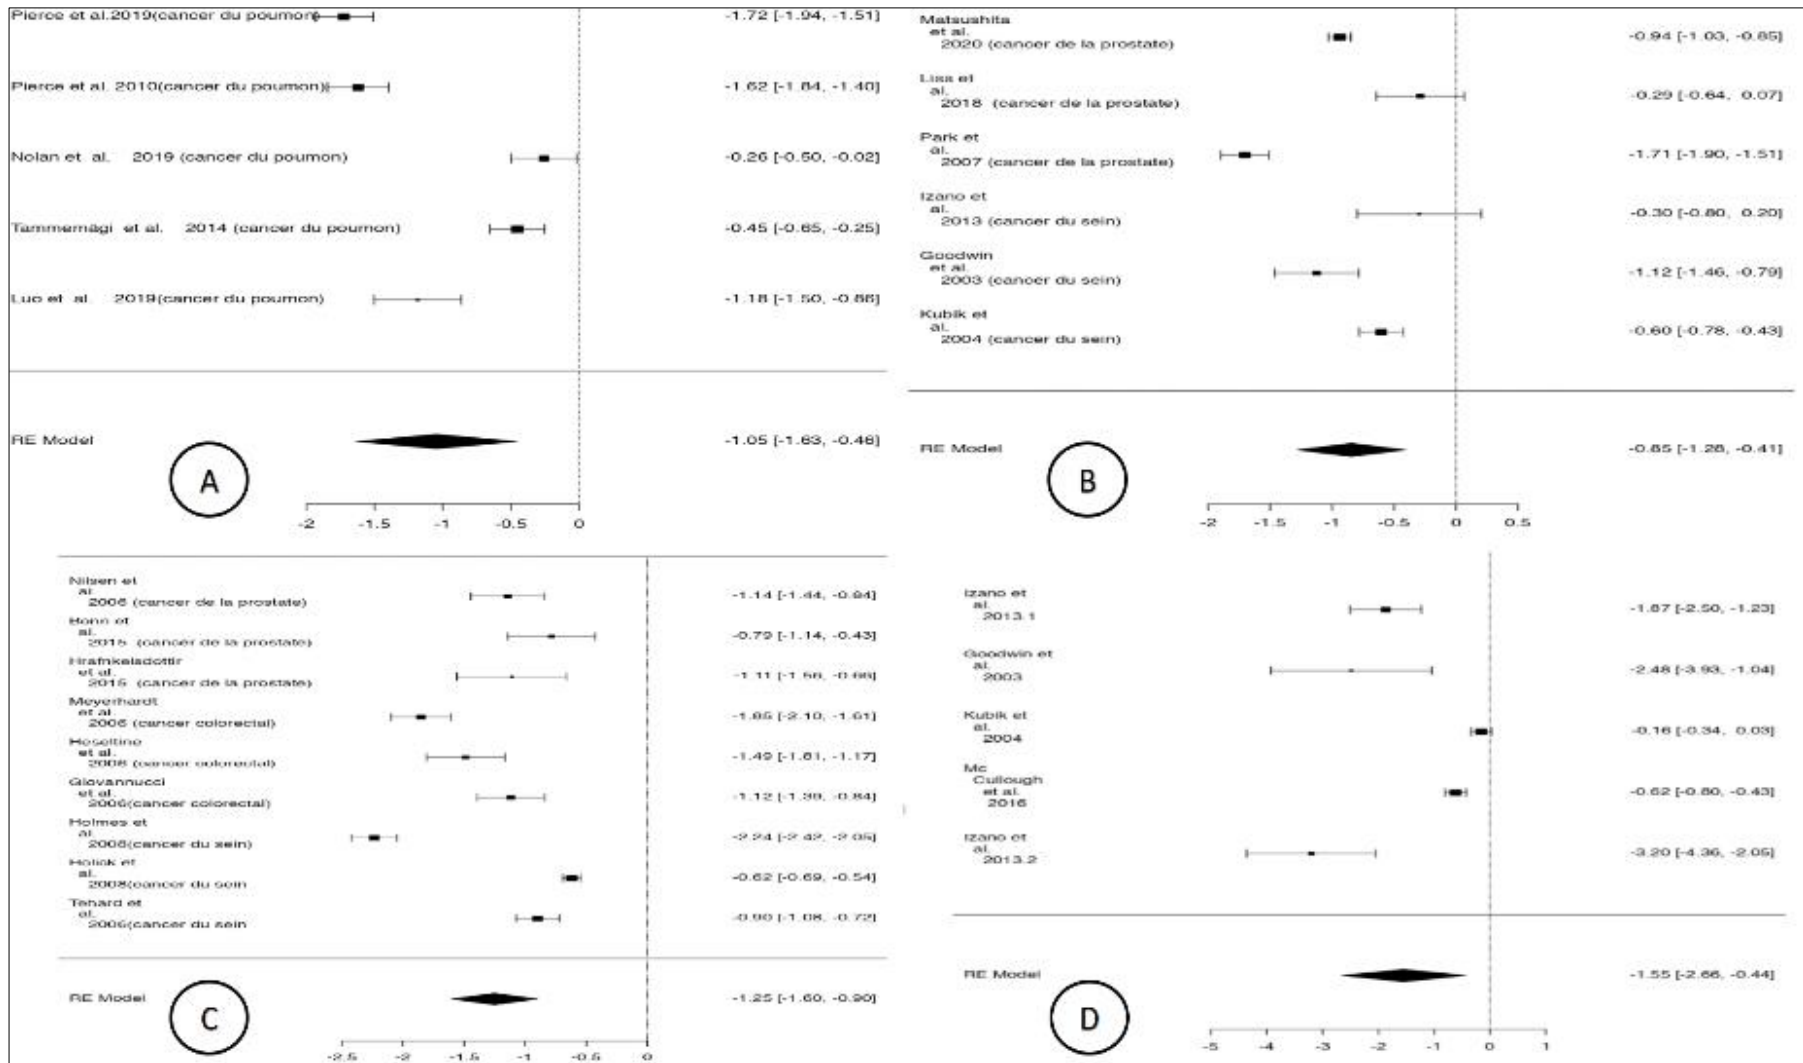 Pierce et al.2019(cancer du poumon) -1.72 [-1.94, -1.51]
Pierce et al. 2010(cancer du poumon) -1.62 [-1.84, -1.40]
Nolan et al. 2019 (cancer du poumon) -0.26 [-0.50, -0.02]
Tammemägi et al. 2014 (cancer du poumon) -0.45 [-0.65, -0.25]
Luo et al 2019(cancer du poumon) -1.18 [-1.50, -0.86]
RE Model -1.05 [-1.63, -0.46]
A
-2 -1.5 -1 -0.5 0
Matsushita
et al.
2020 (cancer de la prostate) -0.94 [-1.03, -0.85]
Liss et
al.
2018 (cancer de la prostate) -0.29 [-0.64, 0.07]
Park et
al.
2007 (cancer de la prostate) -1.71 [-1.90, -1.51]
Izano et
al.
2013 (cancer du sein) -0.30 [-0.80, 0.20]
Goodwin
et al.
2003 (cancer du sein) -1.12 [-1.46, -0.79]
Kubik et
al.
2004 (cancer du sein) -0.60 [-0.78, -0.43]
RE Model -0.85 [-1.28, -0.41]
B
-2 -1.5 -1 -0.5 0 0.5
Nilsen et
al.
2006 (cancer de la prostate) -1.14 [-1.44, -0.84]
Bonn et
al.
2015 (cancer de la prostate) -0.79 [-1.14, -0.43]
Hrafnkelsdottir
et al.
2015 (cancer de la prostate) -1.11 [-1.56, -0.66]
Meyerhardt
et al.
2006 (cancer colorectal) -1.85 [-2.10, -1.61]
Heseltine
et al.
(cancer colorectal) -1.49 [-1.81, -1.17]
Giovannucci
et al.
2006(cancer colorectal) -1.12 [-1.39, -0.84]
Holmes et
al.
(cancer du sein) -2.24 [-2.42, -2.05]
Holick et
al.
2008(cancer du sein -0.62 [-0.69, -0.54]
Tehard et
al.
2006(cancer du sein -0.90 [-1.08, -0.72]
RE Model -1.25 [-1.60, -0.90]
C
-2.5 -2 -1.5 -1 -0.5 0
Izano et
al.
2013.1 -1.87 [-2.50, -1.23]
Goodwin et
al.
2003 -2.48 [-3.93, -1.04]
Kubik et
al.
2004 -0.16 [-0.34, 0.03]
Mc
Cullough
et al.
2016 -0.62 [-0.80, -0.43]
Izano et
al.
2013.2 -3.20 [-4.36, -2.05]
RE Model -1.55 [-2.66, -0.44]
D
-5 -4 -3 -2 -1 0 1